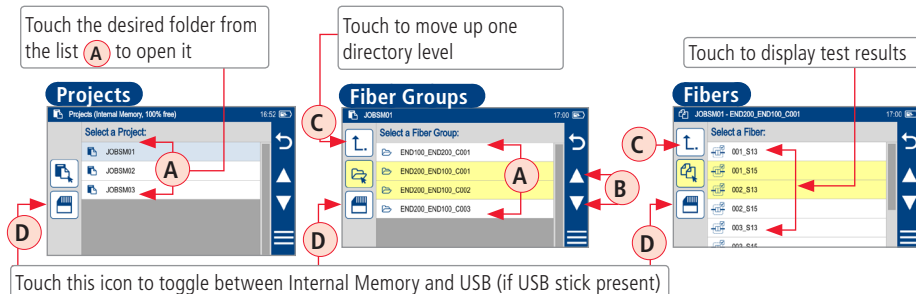 Touch the desired folder from
the list A to open it
Touch to move up one
directory level
Touch to display test results
Projects
Projects (Internal Memory, 100% free) 16:52
Select a Project:
JOBSM01
JOBSM02
JOBSM03
A
D
Fiber Groups
JOBSM01 17:00
Select a Fiber Group:
END100_END200_C001
END200_END100_C001
END200_END100_C002
END200_END100_C003
C
A
B
D
Fibers
JOBSM01 - END200_END100_C001 17:00
Select a Fiber:
001_S13
001_S15
002_S13
002_S15
003_S13
003_S15
C
D
Touch this icon to toggle between Internal Memory and USB (if USB stick present)